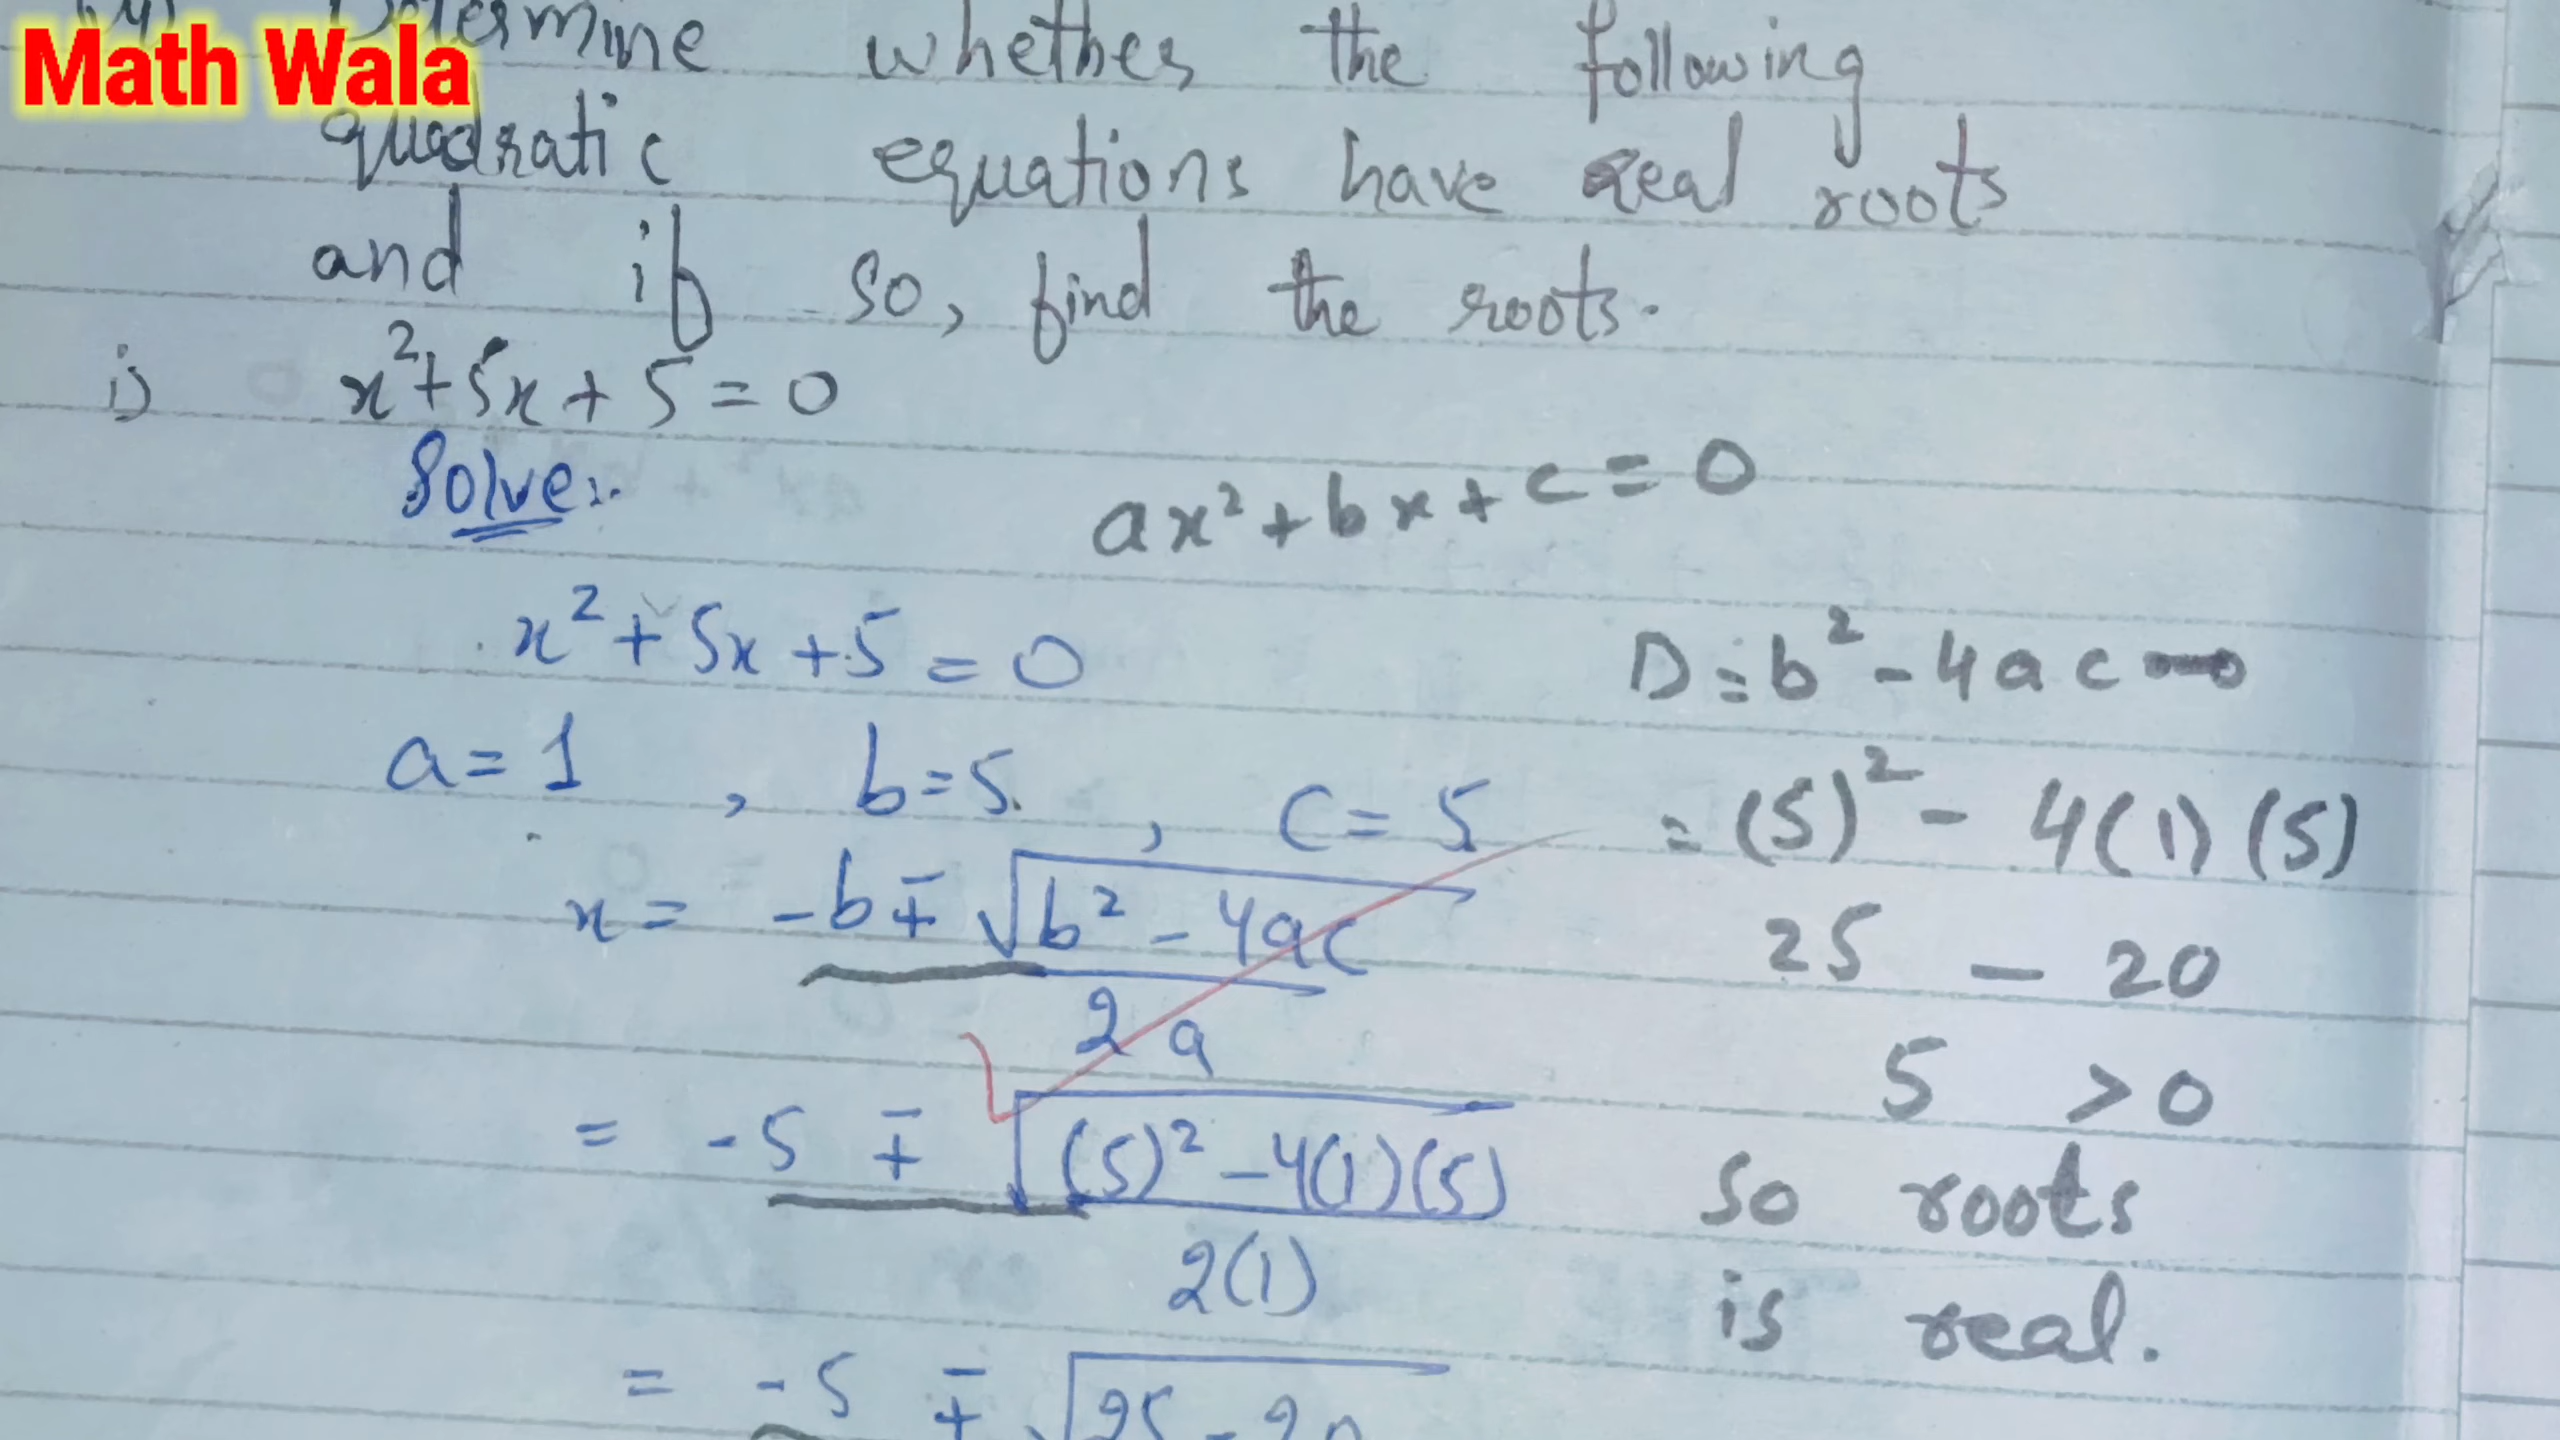 Math Wala
Determine whether the following
quadratic equations have real roots
and if so, find the roots.
i) x²+5x+5=0
Solve:-
ax²+bx+c=0
x²+5x+5=0
D=b²-4ac
a=1, b=5, c=5
=(5)²-4(1)(5)
x= -b∓√b²-4ac
2a
25-20
5 >0
= -5 ∓ √(5)²-4(1)(5)
2(1)
So roots
is real.
= -5 ∓ √25-20